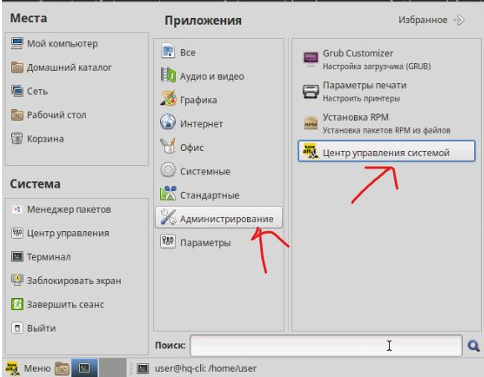 Места
Мой компьютер
Домашний каталог
Сеть
Рабочий стол
Корзина
Система
Менеджер пакетов
Центр управления
Терминал
Заблокировать экран
Завершить сеанс
Выйти
Приложения
Избранное
Все
Аудио и видео
Графика
Интернет
Офис
Системные
Стандартные
Администрирование
Параметры
Grub Customizer
Настройка загрузчика (GRUB)
Параметры печати
Настроить принтеры
Установка RPM
Установка пакетов RPM из файлов
Центр управления системой
Поиск:
Меню
user@hq-cli: /home/user